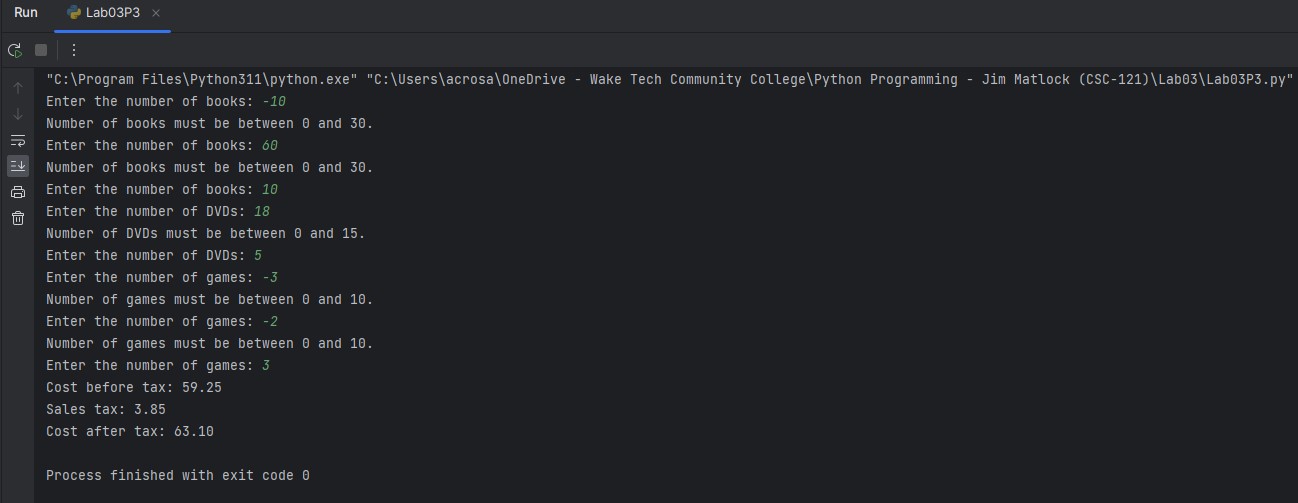 Run Lab03P3
"C:\Program Files\Python311\python.exe" "C:\Users\acrosa\OneDrive - Wake Tech Community College\Python Programming - Jim Matlock (CSC-121)\Lab03\Lab03P3.py"
Enter the number of books: -10
Number of books must be between 0 and 30.
Enter the number of books: 60
Number of books must be between 0 and 30.
Enter the number of books: 10
Enter the number of DVDs: 18
Number of DVDs must be between 0 and 15.
Enter the number of DVDs: 5
Enter the number of games: -3
Number of games must be between 0 and 10.
Enter the number of games: -2
Number of games must be between 0 and 10.
Enter the number of games: 3
Cost before tax: 59.25
Sales tax: 3.85
Cost after tax: 63.10
Process finished with exit code 0